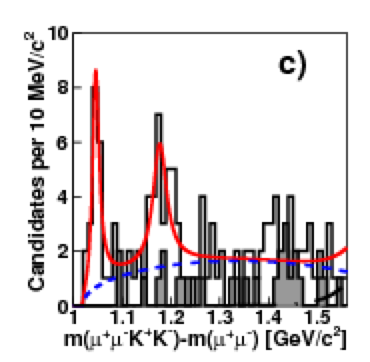 10
8
6
4
2
0
Candidates per 10 MeV/c²
c)
1 1.1 1.2 1.3 1.4 1.5
m(μ⁺μ⁻K⁺K⁻)-m(μ⁺μ⁻) [GeV/c²]